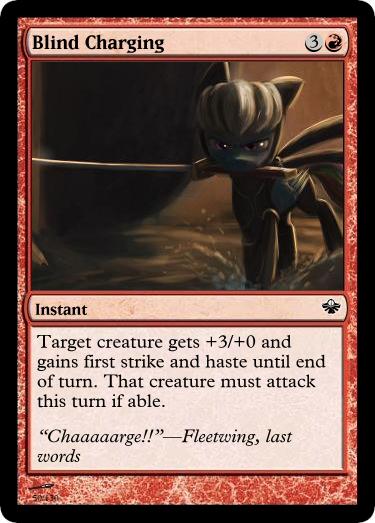 Blind Charging 3
Instant
Target creature gets +3/+0 and
gains first strike and haste until end
of turn. That creature must attack
this turn if able.
“Chaaaaarge!!”—Fleetwing, last
words